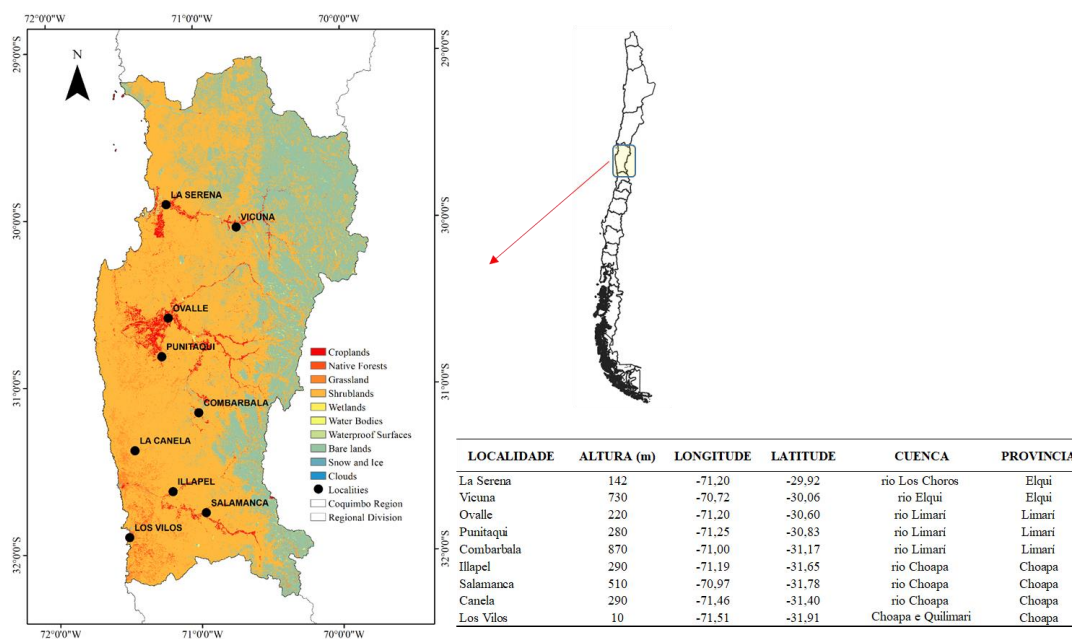 72°0'0"W 71°0'0"W 70°0'0"W
29°0'0"S 29°0'0"S
N
LA SERENA
VICUNA
30°0'0"S 30°0'0"S
OVALLE
PUNITAQUI
COMBARBALA
31°0'0"S 31°0'0"S
LA CANELA
ILLAPEL
SALAMANCA
LOS VILOS
32°0'0"S 32°0'0"S
72°0'0"W 71°0'0"W 70°0'0"W
Croplands
Native Forests
Grassland
Shrublands
Wetlands
Water Bodies
Waterproof Surfaces
Bare lands
Snow and Ice
Clouds
Localities
Coquimbo Region
Regional Division
LOCALIDADE ALTURA (m) LONGITUDE LATITUDE CUENCA PROVINCIA
La Serena 142 -71,20 -29,92 rio Los Choros Elqui
Vicuna 730 -70,72 -30,06 rio Elqui Elqui
Ovalle 220 -71,20 -30,60 rio Limarí Limarí
Punitaqui 280 -71,25 -30,83 rio Limarí Limarí
Combarbala 870 -71,00 -31,17 rio Limarí Limarí
Illapel 290 -71,19 -31,65 rio Choapa Choapa
Salamanca 510 -70,97 -31,78 rio Choapa Choapa
Canela 290 -71,46 -31,40 rio Choapa Choapa
Los Vilos 10 -71,51 -31,91 Choapa e Quilimari Choapa